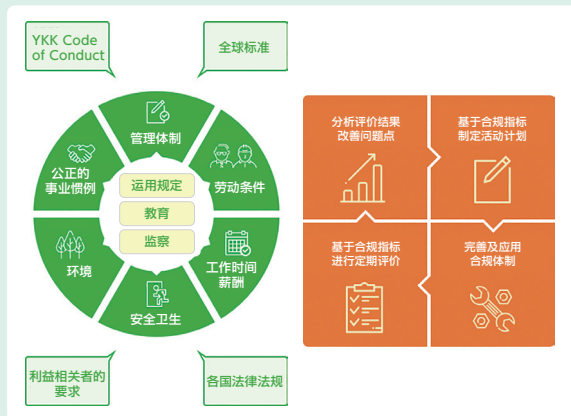 YKK Code
of Conduct
全球标准
管理体制
公正的
事业惯例
劳动条件
运用规定
教育
监察
环境
工作时间
薪酬
安全卫生
利益相关者的
要求
各国法律法规
分析评价结果
改善问题点
基于合规指标
制定活动计划
基于合规指标
进行定期评价
完善及应用
合规体制